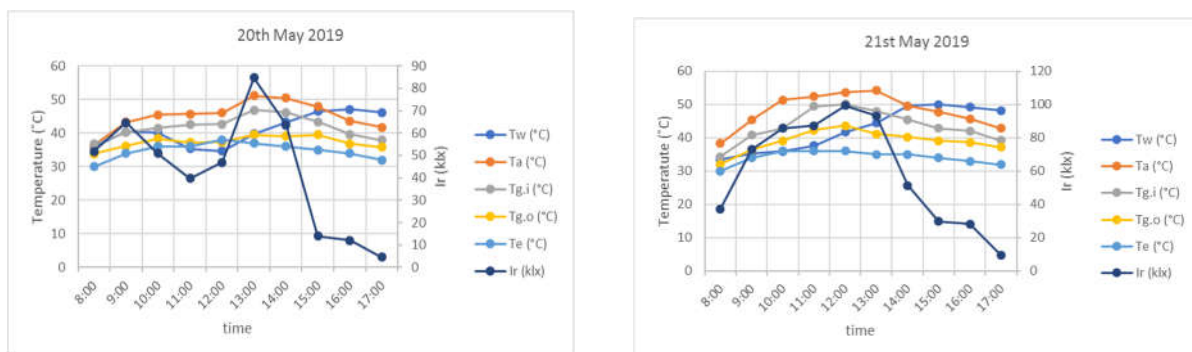 20th May 2019
60
50
40
30
20
10
0
Temperature (˚C)
90
80
70
60
50
40
30
20
10
0
Ir (klx)
8:00
9:00
10:00
11:00
12:00
13:00
14:00
15:00
16:00
17:00
time
Tw (°C)
Ta (°C)
Tg.i (°C)
Tg.o (°C)
Te (°C)
Ir (klx)
21st May 2019
60
50
40
30
20
10
0
Temperatute (˚C)
120
100
80
60
40
20
0
Ir (klx)
8:00
9:00
10:00
11:00
12:00
13:00
14:00
15:00
16:00
17:00
time
Tw (°C)
Ta (°C)
Tg.i (°C)
Tg.o (°C)
Te (°C)
Ir (klx)